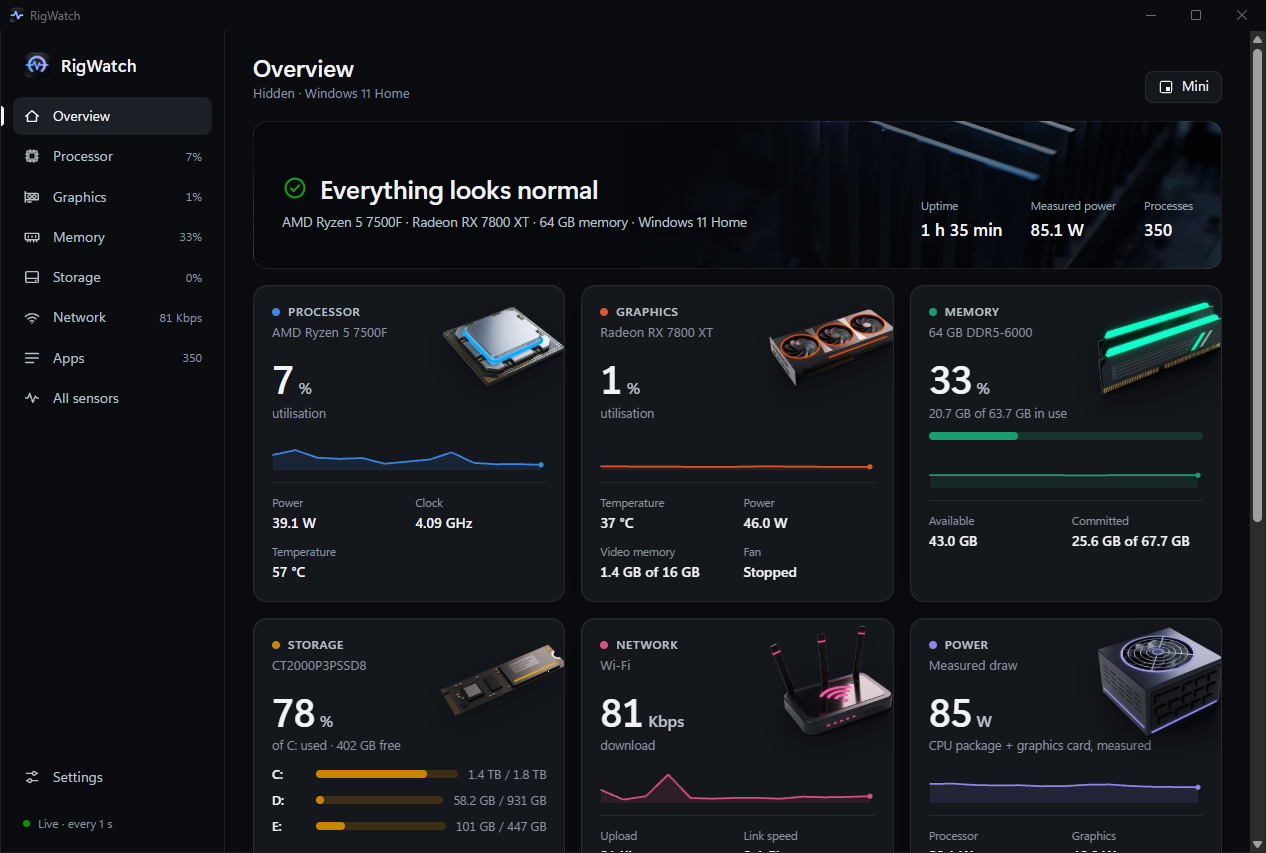 RigWatch
RigWatch
Overview
Processor 7%
Graphics 1%
Memory 33%
Storage 0%
Network 81 Kbps
Apps 350
All sensors
Settings
Live · every 1 s
Overview
Hidden · Windows 11 Home
Mini
Everything looks normal
AMD Ryzen 5 7500F · Radeon RX 7800 XT · 64 GB memory · Windows 11 Home
Uptime Measured power Processes
1 h 35 min 85.1 W 350
PROCESSOR
AMD Ryzen 5 7500F
7 %
utilisation
Power Clock
39.1 W 4.09 GHz
Temperature
57 °C
GRAPHICS
Radeon RX 7800 XT
1 %
utilisation
Temperature Power
37 °C 46.0 W
Video memory Fan
1.4 GB of 16 GB Stopped
MEMORY
64 GB DDR5-6000
33 %
20.7 GB of 63.7 GB in use
Available Committed
43.0 GB 25.6 GB of 67.7 GB
STORAGE
CT2000P3PSSD8
78 %
of C: used · 402 GB free
C: 1.4 TB / 1.8 TB
D: 58.2 GB / 931 GB
E: 101 GB / 447 GB
NETWORK
Wi-Fi
81 Kbps
download
Upload Link speed
POWER
Measured draw
85 W
CPU package + graphics card, measured
Processor Graphics